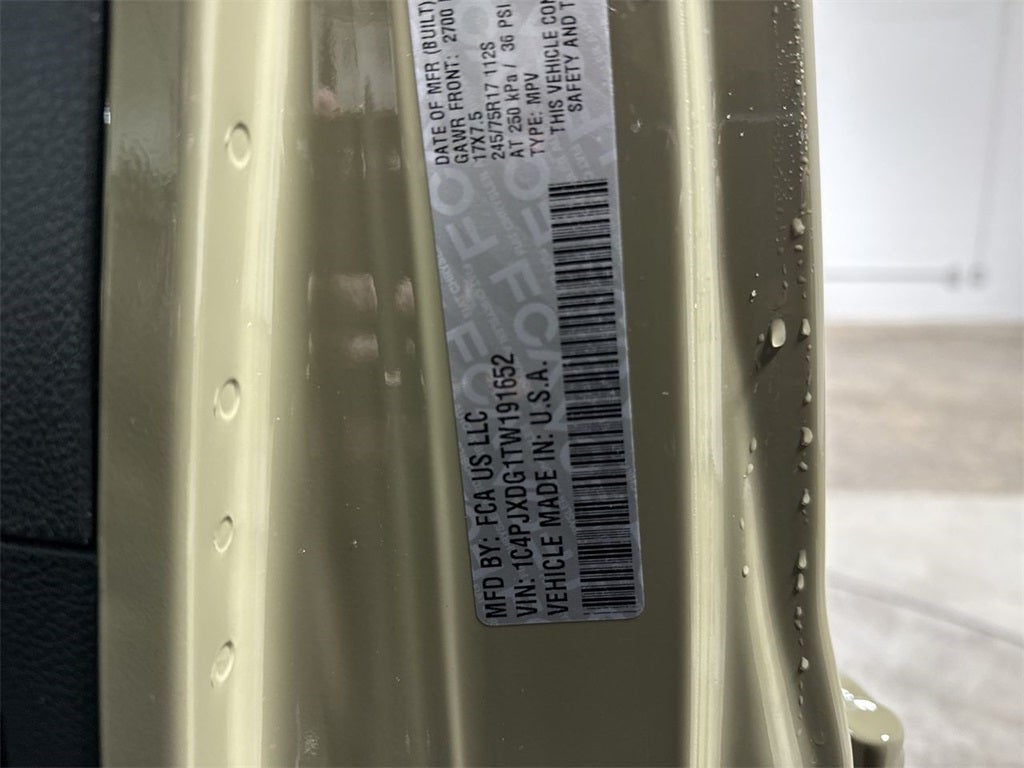 MFD BY: FCA US LLC
DATE OF MFR (BUILT)
GAWR FRONT: 2700
17X7.5
245/75R17 112S
AT 250 kPa / 36 PSI
TYPE: MPV
THIS VEHICLE CON
SAFETY AND T
VIN: 1C4PJXDG1TW191652
VEHICLE MADE IN: U.S.A.